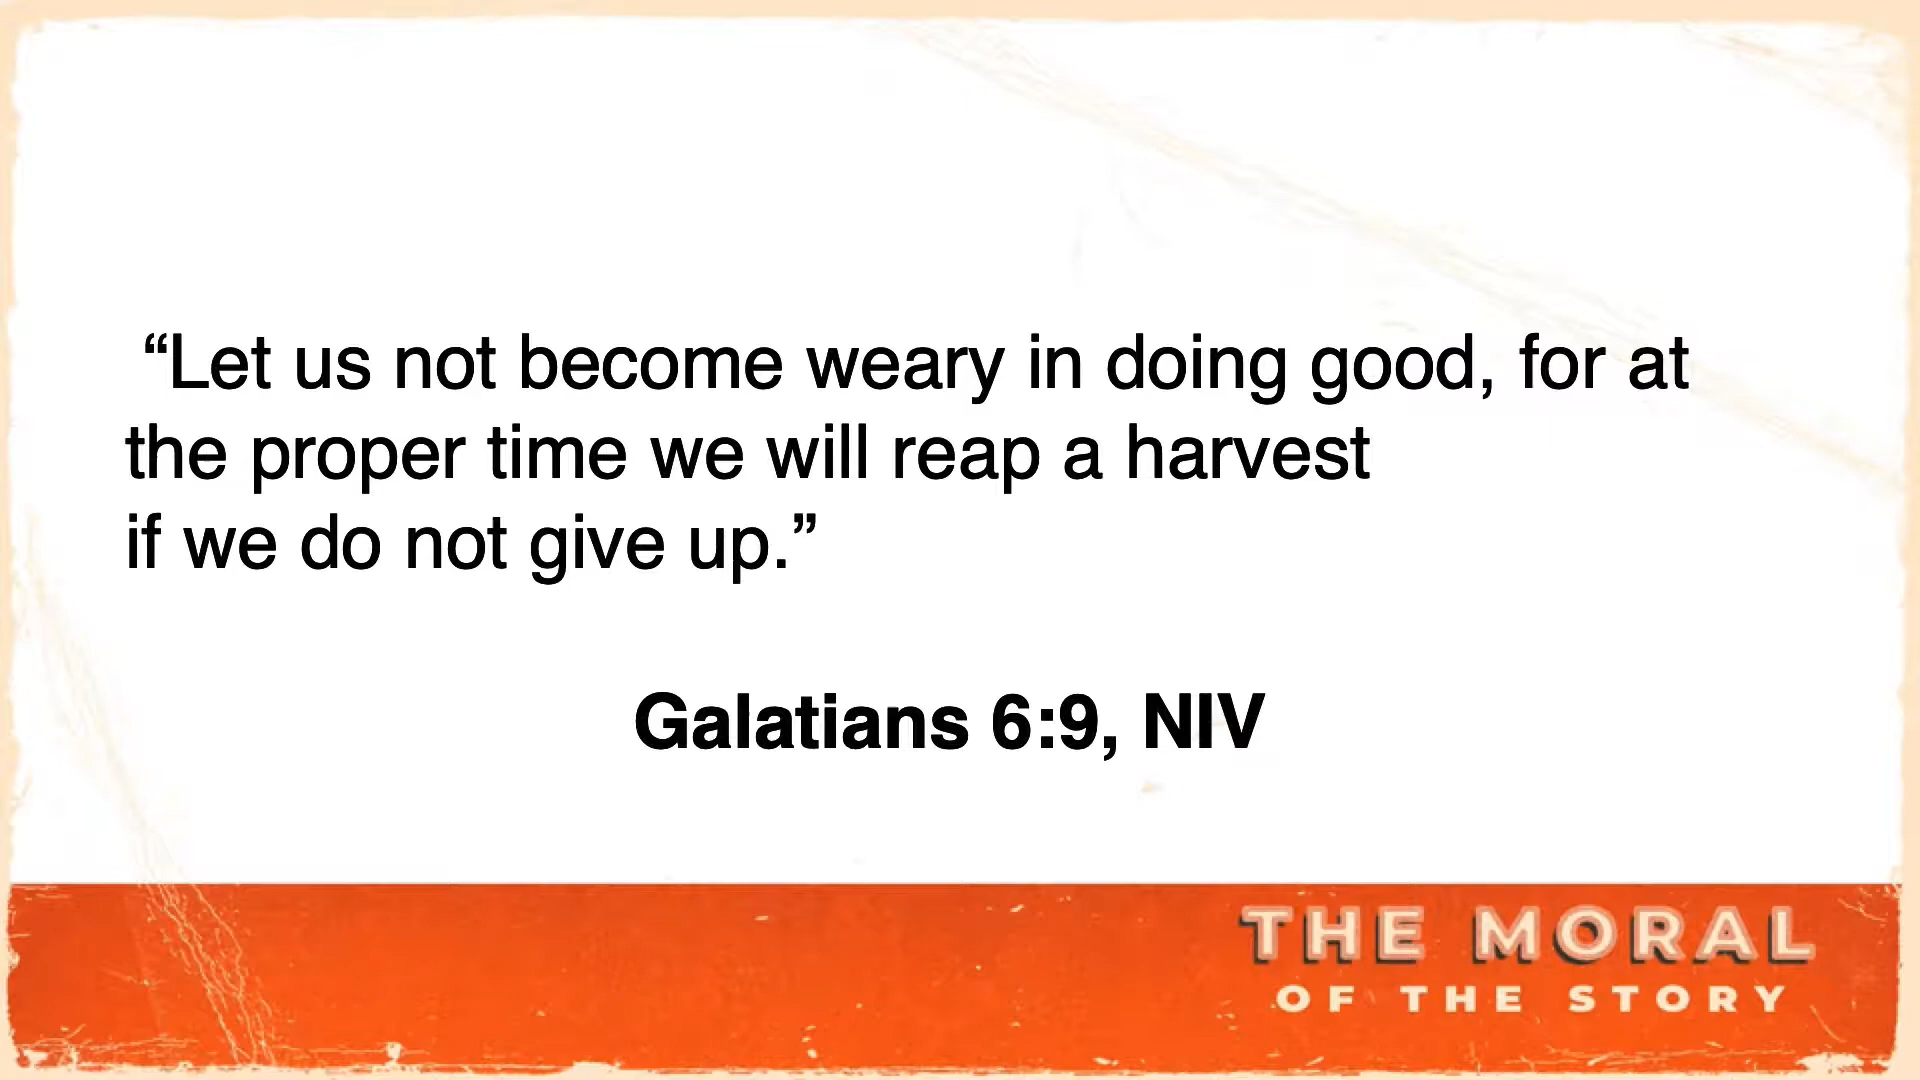 “Let us not become weary in doing good, for at
the proper time we will reap a harvest
if we do not give up.”
Galatians 6:9, NIV
THE MORAL
OF THE STORY